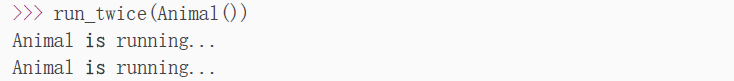 >>> run_twice(Animal())
Animal is running...
Animal is running...